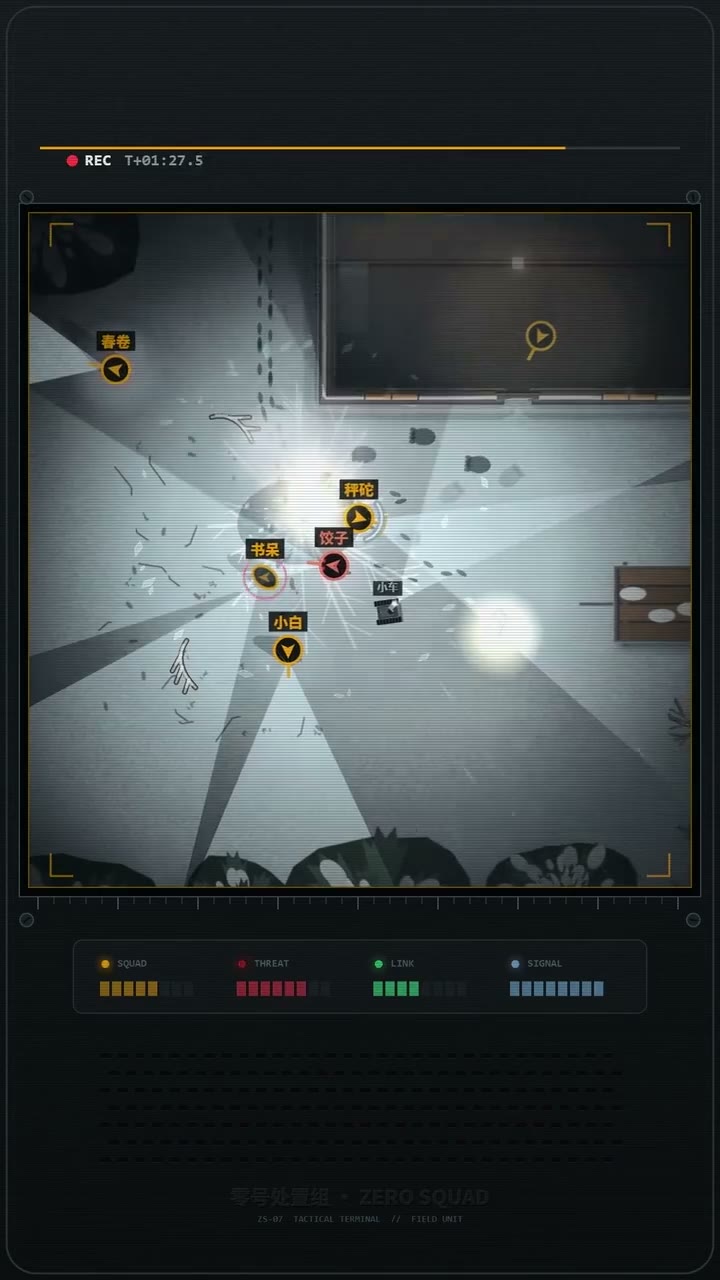 REC T+01:27.5
春卷
秤砣
饺子
书呆
小车
小白
SQUAD
THREAT
LINK
SIGNAL
零号处置组 · ZERO SQUAD
ZS-07 TACTICAL TERMINAL // FIELD UNIT